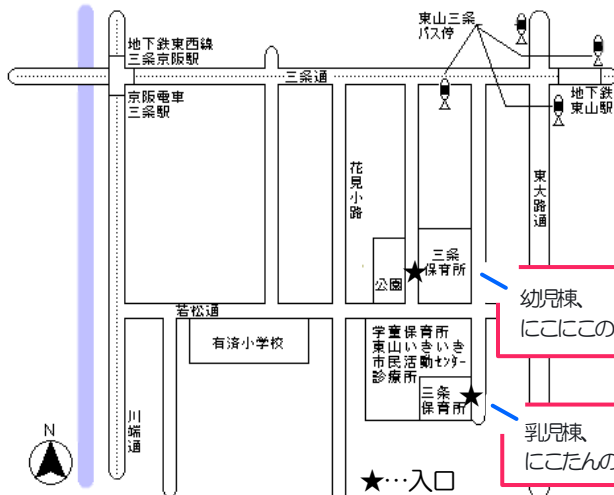 地下鉄東西線
三条京阪駅
東山三条
バス停
三条通
京阪電車
三条駅
地下鉄
東山駅
花見小路
東大路通
三条
保育所
公園
幼児棟、
にこにこの
若松通
有済小学校
学童保育所
東山いきいき
市民活動センター
診療所
三条
保育所
川端通
乳児棟、
にこたんの
N
★…入口